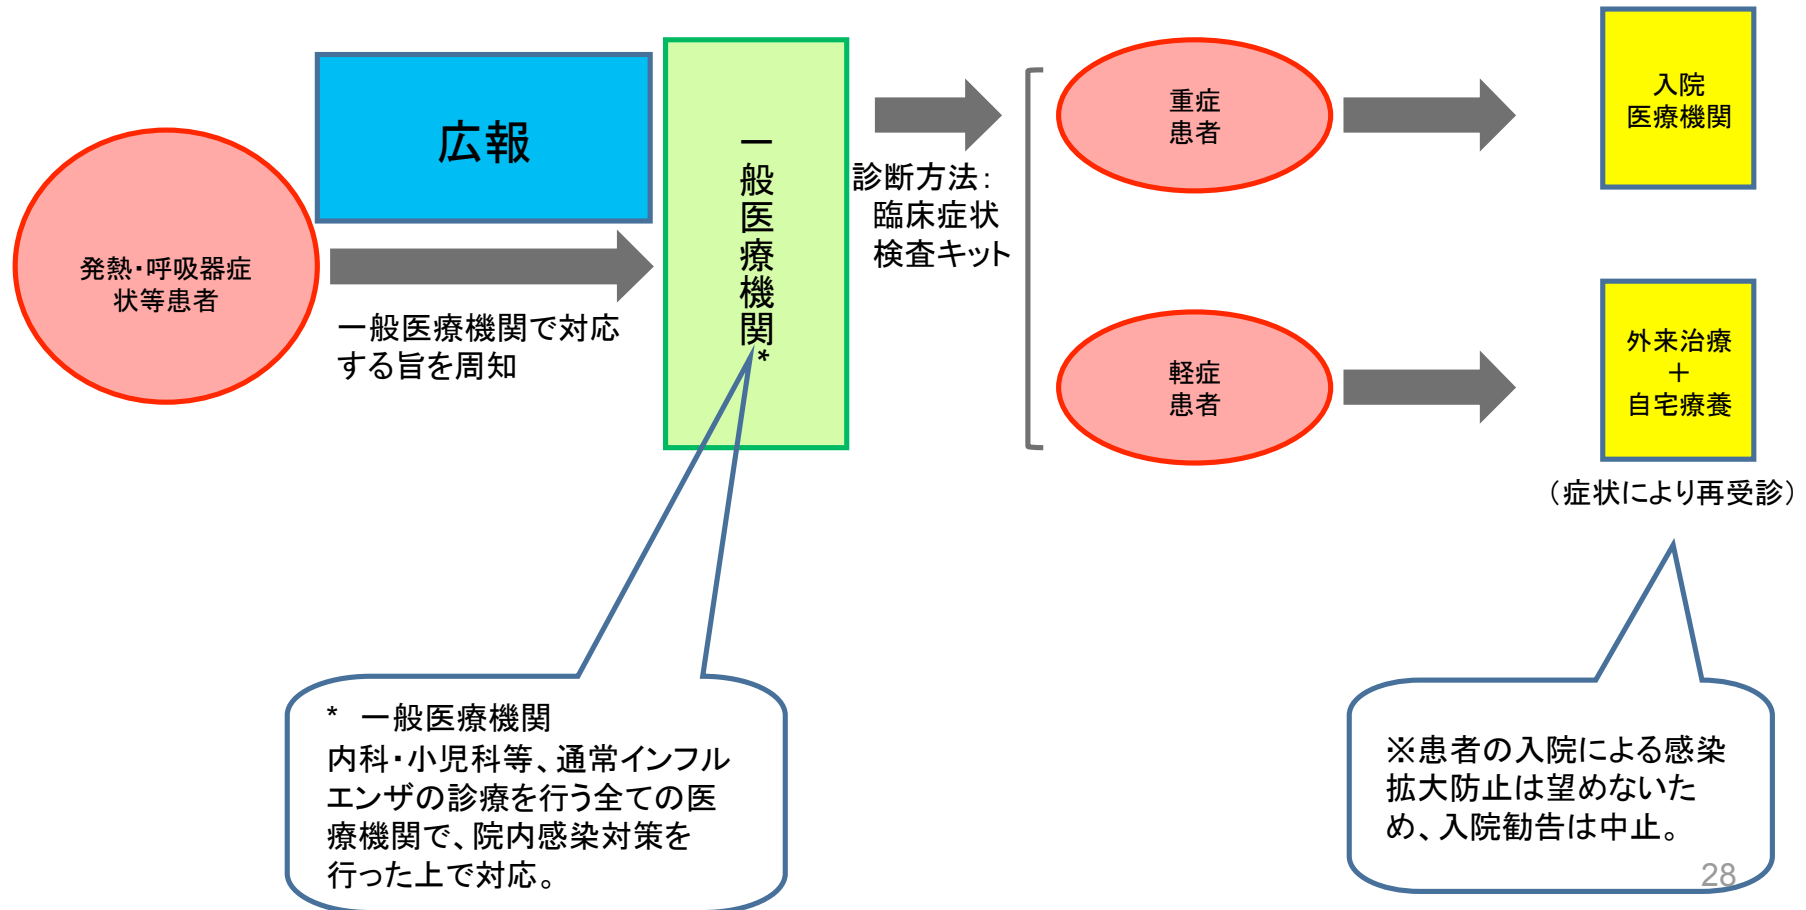 発熱・呼吸器症
状等患者
広報
一般医療機関で対応
する旨を周知
一般医療機関*
診断方法：
臨床症状
検査キット
重症
患者
入院
医療機関
軽症
患者
外来治療
＋
自宅療養
（症状により再受診）
* 一般医療機関
内科・小児科等、通常インフル
エンザの診療を行う全ての医
療機関で、院内感染対策を
行った上で対応。
※患者の入院による感染
拡大防止は望めないた
め、入院勧告は中止。
28